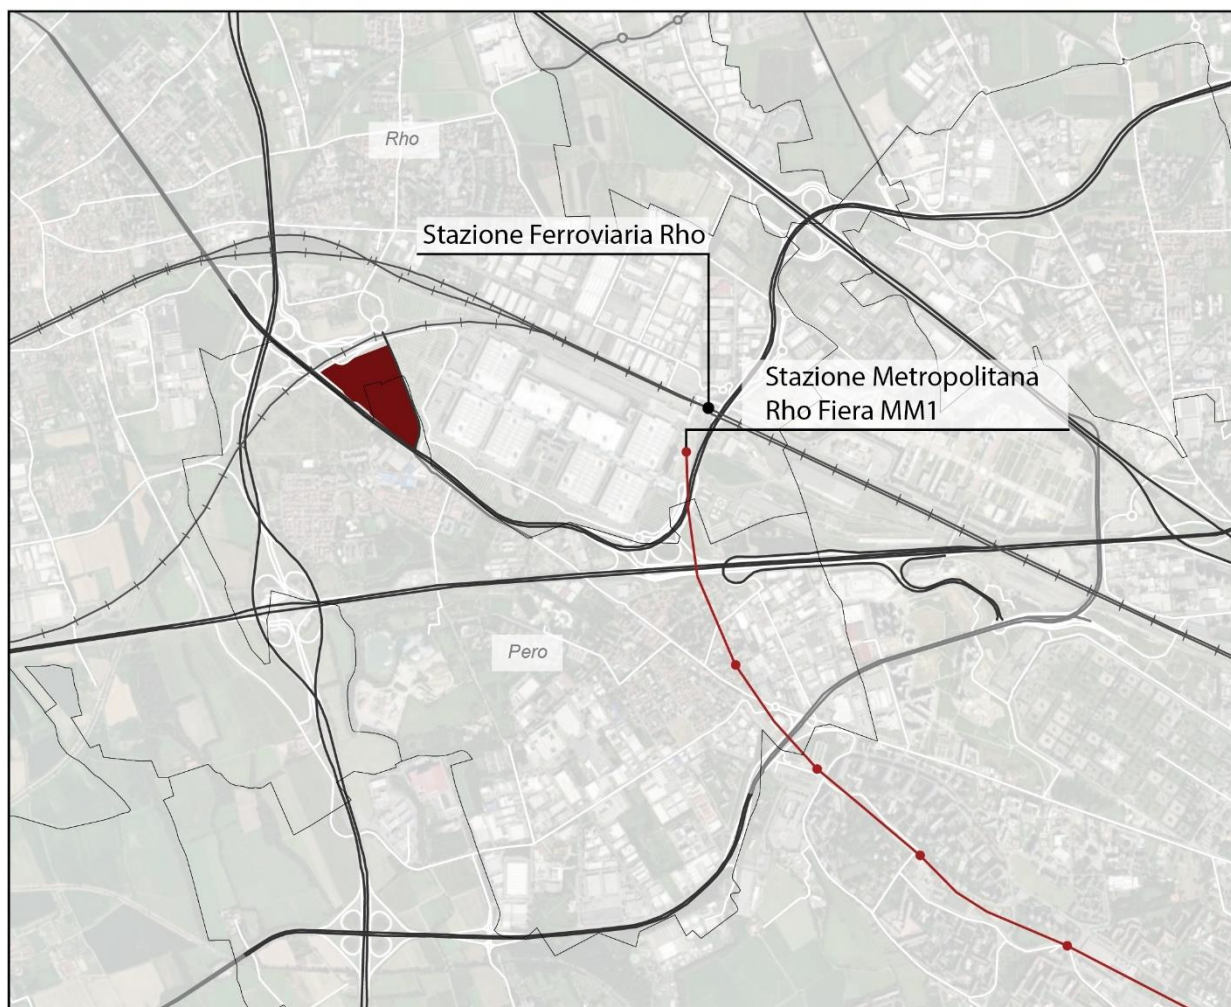 Rho
Stazione Ferroviaria Rho
Stazione Metropolitana
Rho Fiera MM1
Pero